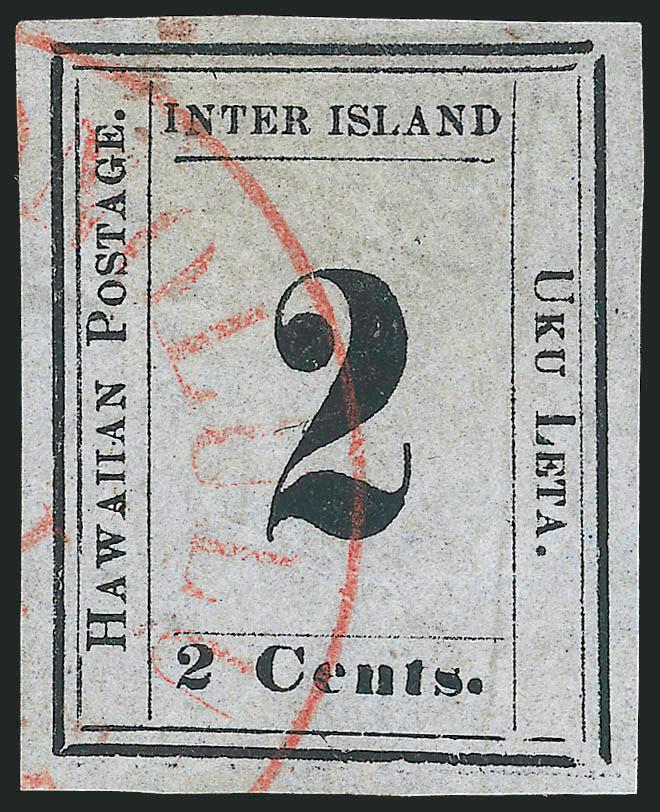 INTER ISLAND
HAWAIIAN POSTAGE.
2
UKU LETA.
2 Cents.